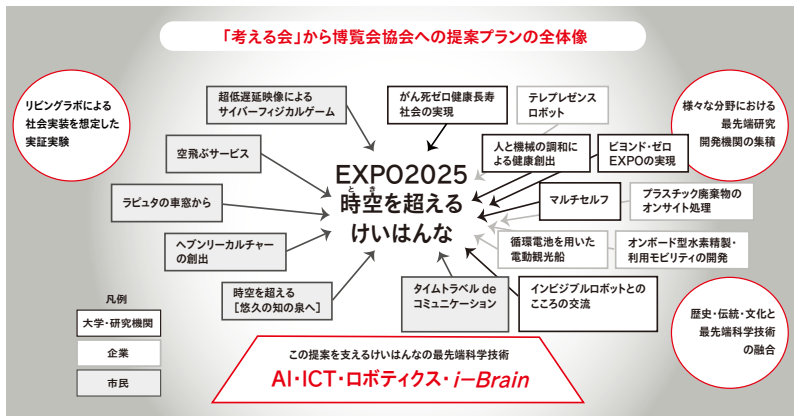 「考える会」から博覧会協会への提案プランの全体像
リビングラボによる
社会実装を想定した
実証実験
超低遅延映像による
サイバーフィジカルゲーム
がん死ゼロ健康長寿
社会の実現
テレプレゼンス
ロボット
様々な分野における
最先端研究
開発機関の集積
空飛ぶサービス
人と機械の調和に
よる健康創出
ビヨンド・ゼロ
EXPOの実現
ラピュタの車窓から
マルチセルフ
プラスチック廃棄物の
オンサイト処理
EXPO2025
とき
時空を超える
けいはんな
ヘブンリーカルチャー
の創出
循環電池を用いた
電動観光船
オンボード型水素精製・
利用モビリティの開発
時空を超える
［悠久の知の泉へ］
タイムトラベル de
コミュニケーション
インビジブルロボットとの
こころの交流
凡例
大学・研究機関
企業
市民
歴史・伝統・文化と
最先端科学技術
の融合
この提案を支えるけいはんなの最先端科学技術
AI・ICT・ロボティクス・i-Brain